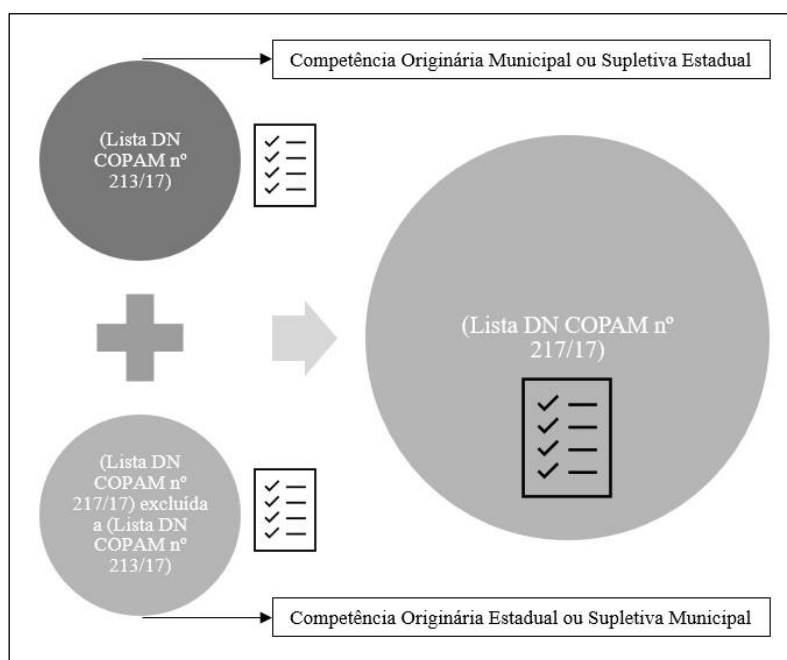 Competência Originária Municipal ou Supletiva Estadual
(Lista DN
COPAM nº
213/17)
(Lista DN COPAM nº
217/17)
(Lista DN
COPAM nº
217/17) excluída
a (Lista DN
COPAM nº
213/17)
Competência Originária Estadual ou Supletiva Municipal